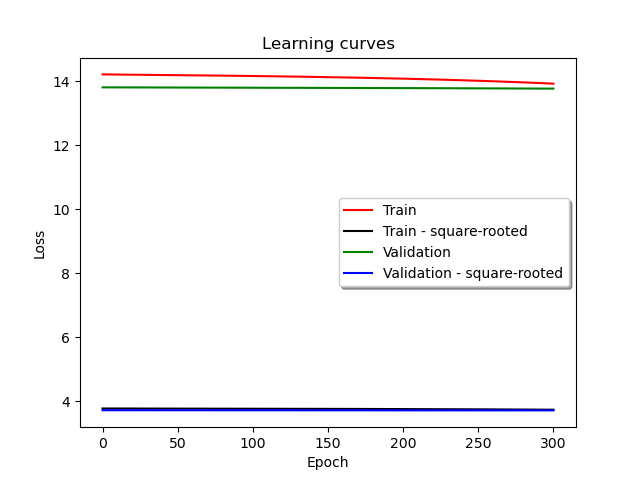 Learning curves
14
12
10
8
6
4
Loss
Train
Train - square-rooted
Validation
Validation - square-rooted
0 50 100 150 200 250 300
Epoch